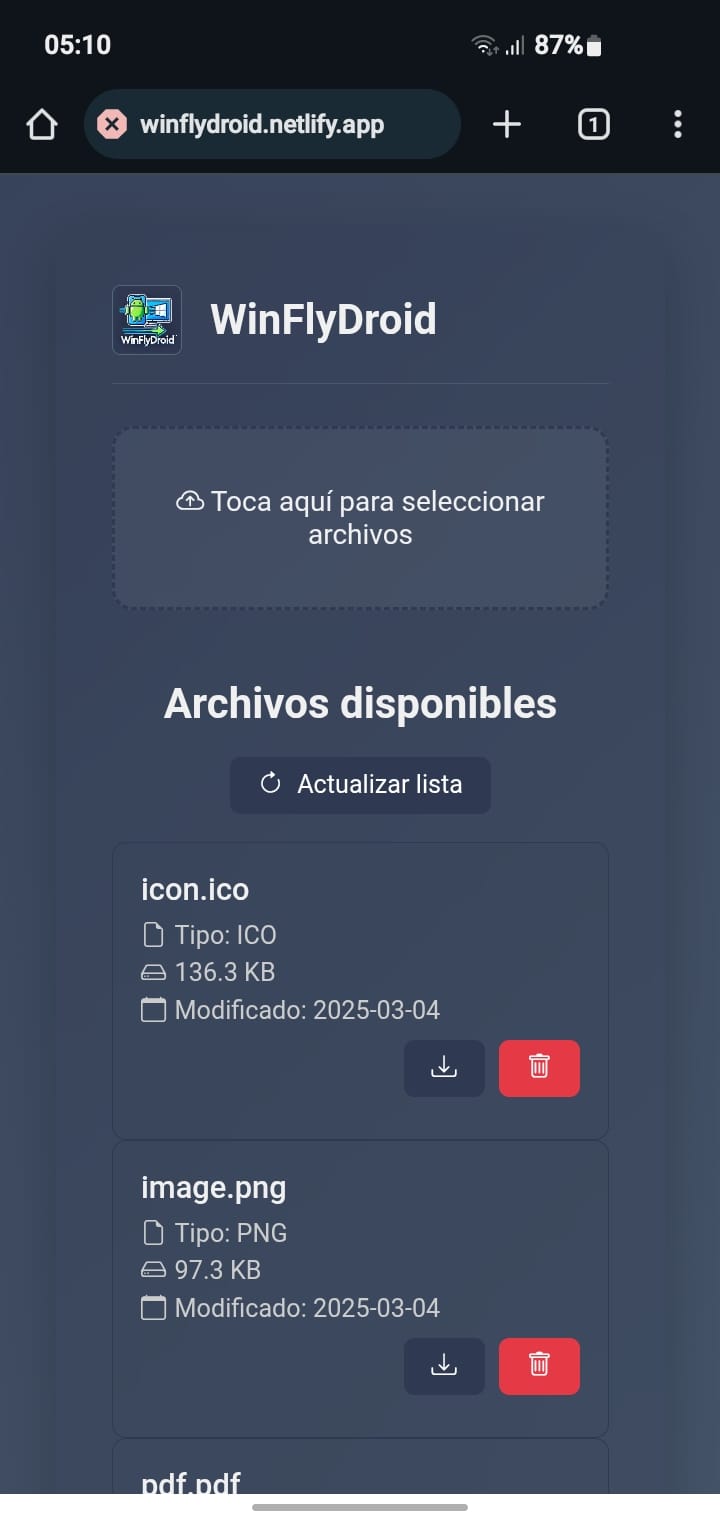 05:10
87%
winflydroid.netlify.app
1
WinFlyDroid
WinFlyDroid
Toca aquí para seleccionar
archivos
Archivos disponibles
Actualizar lista
icon.ico
Tipo: ICO
136.3 KB
Modificado: 2025-03-04
image.png
Tipo: PNG
97.3 KB
Modificado: 2025-03-04
pdf.pdf